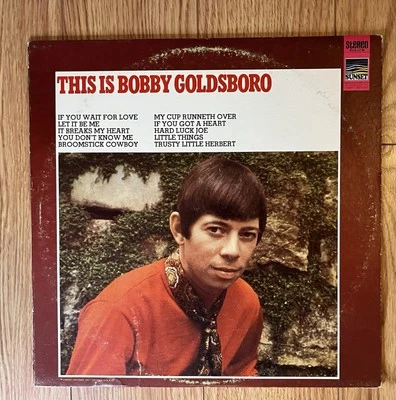 Stereo
SUNSET
THIS IS BOBBY GOLDSBORO
IF YOU WAIT FOR LOVE
LET IT BE ME
IT BREAKS MY HEART
YOU DON'T KNOW ME
BROOMSTICK COWBOY
MY CUP RUNNETH OVER
IF YOU GOT A HEART
HARD LUCK JOE
LITTLE THINGS
TRUSTY LITTLE HERBERT